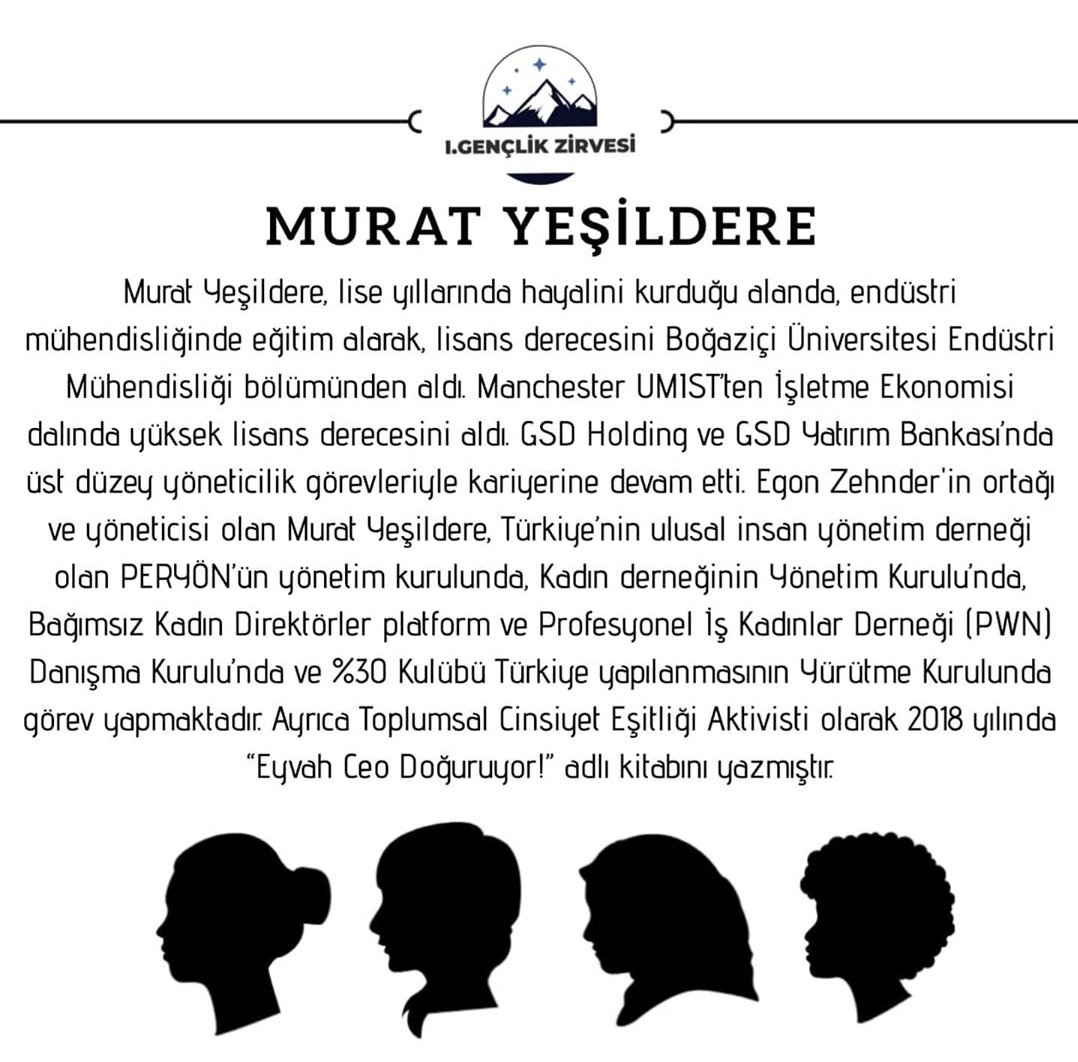 I.GENÇLİK ZİRVESİ
MURAT YEŞİLDERE
Murat Yeşildere, lise yıllarında hayalini kurduğu alanda, endüstri
mühendisliğinde eğitim alarak, lisans derecesini Boğaziçi Üniversitesi Endüstri
Mühendisliği bölümünden aldı. Manchester UMIST’ten İşletme Ekonomisi
dalında yüksek lisans derecesini aldı. GSD Holding ve GSD Yatırım Bankası’nda
üst düzey yöneticilik görevleriyle kariyerine devam etti. Egon Zehnder'in ortağı
ve yöneticisi olan Murat Yeşildere, Türkiye’nin ulusal insan yönetim derneği
olan PERYÖN’ün yönetim kurulunda, Kadın derneğinin Yönetim Kurulu’nda,
Bağımsız Kadın Direktörler platform ve Profesyonel İş Kadınlar Derneği (PWN)
Danışma Kurulu’nda ve %30 Kulübü Türkiye yapılanmasının Yürütme Kurulunda
görev yapmaktadır. Ayrıca Toplumsal Cinsiyet Eşitliği Aktivisti olarak 2018 yılında
“Eyvah Ceo Doğuruyor!” adlı kitabını yazmıştır.